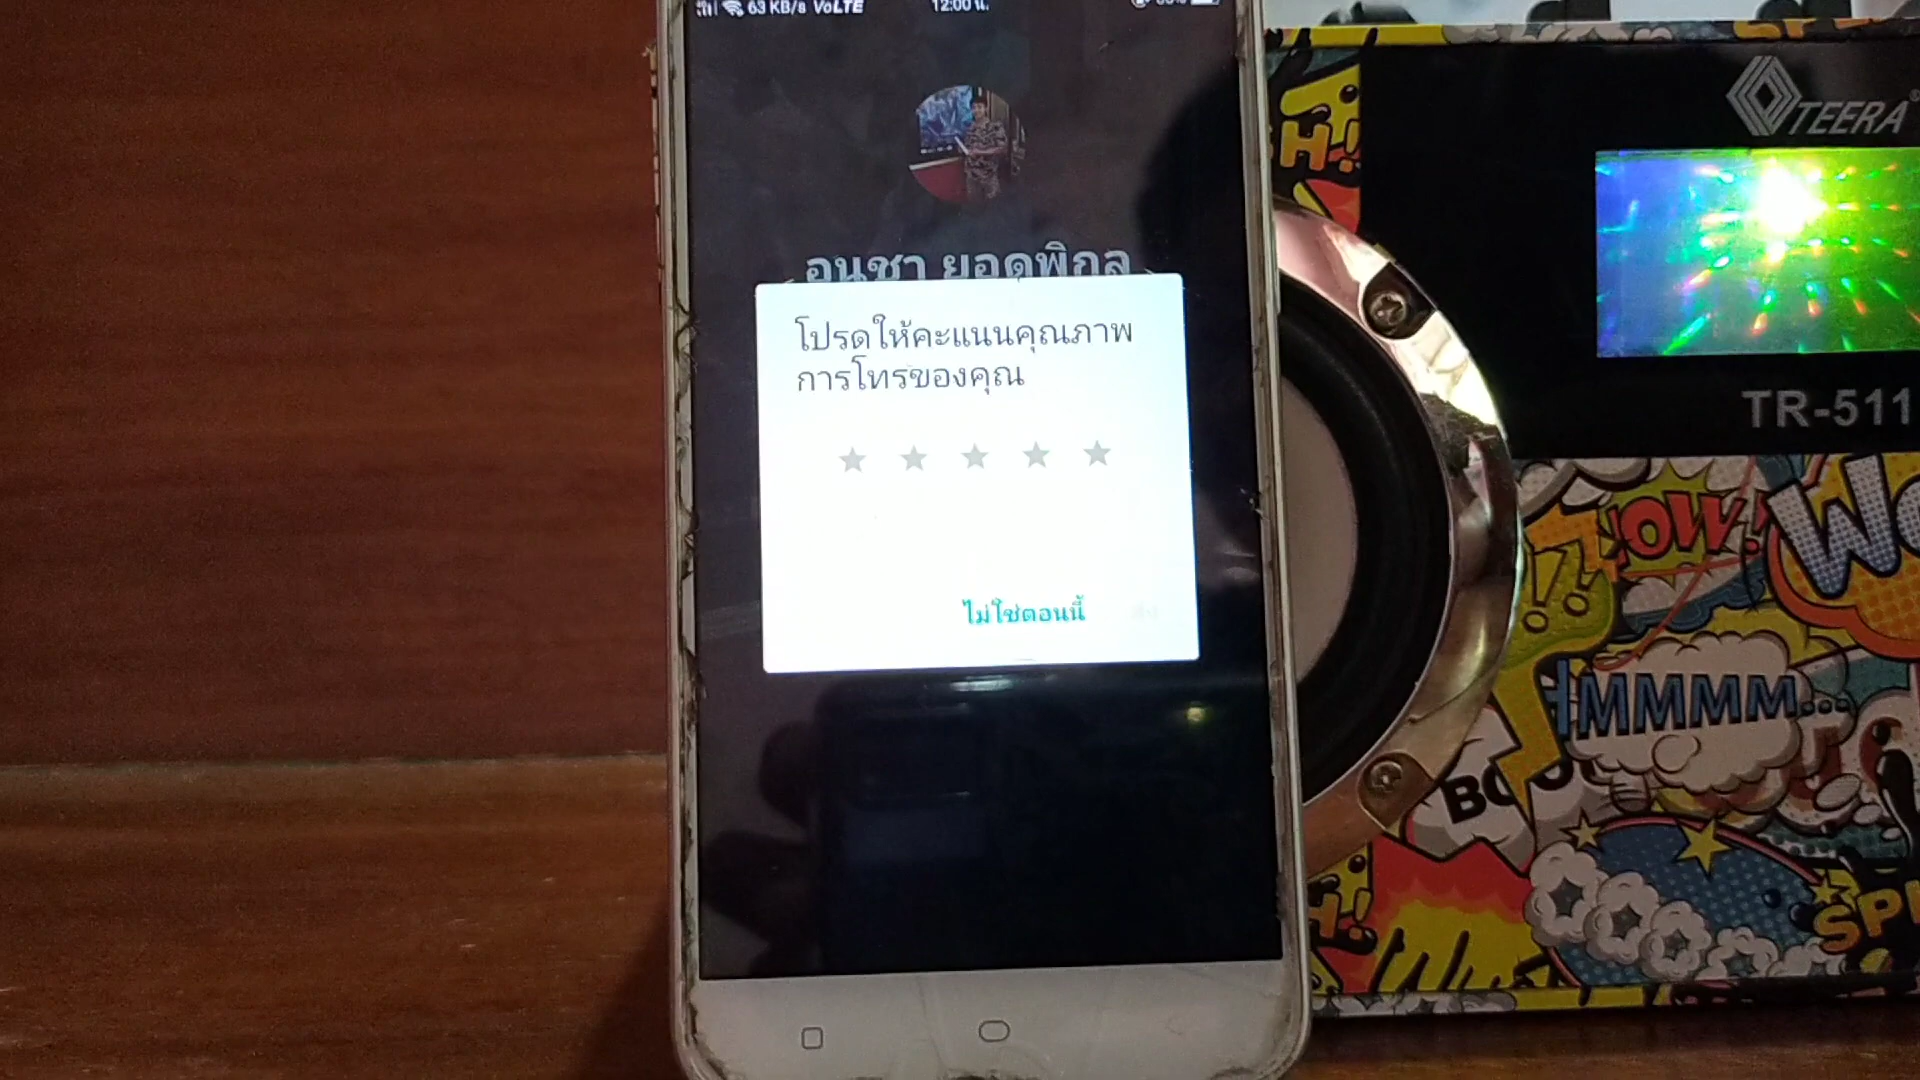 63 KB/s VoLTE
12:00 น.
อนุชา ยอดพิกุล
โปรดให้คะแนนคุณภาพ
การโทรของคุณ
ไม่ใช่ตอนนี้
TEERA
TR-511
WOW!
HMMMM...